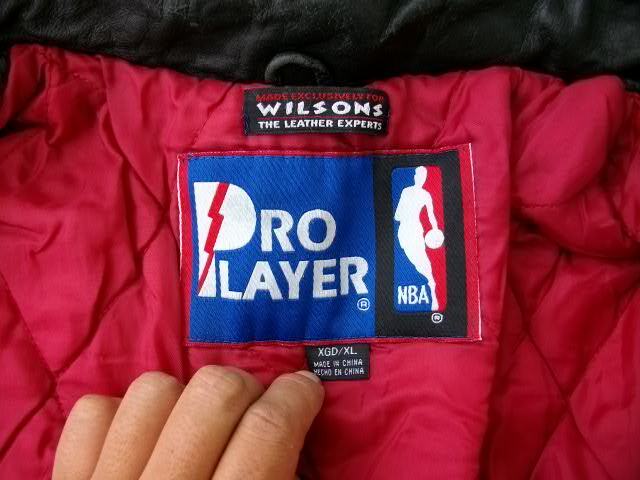 MADE EXCLUSIVELY FOR
WILSONS
THE LEATHER EXPERTS
PRO
PLAYER ®
NBA ®
XGD/XL
MADE IN CHINA
HECHO EN CHINA